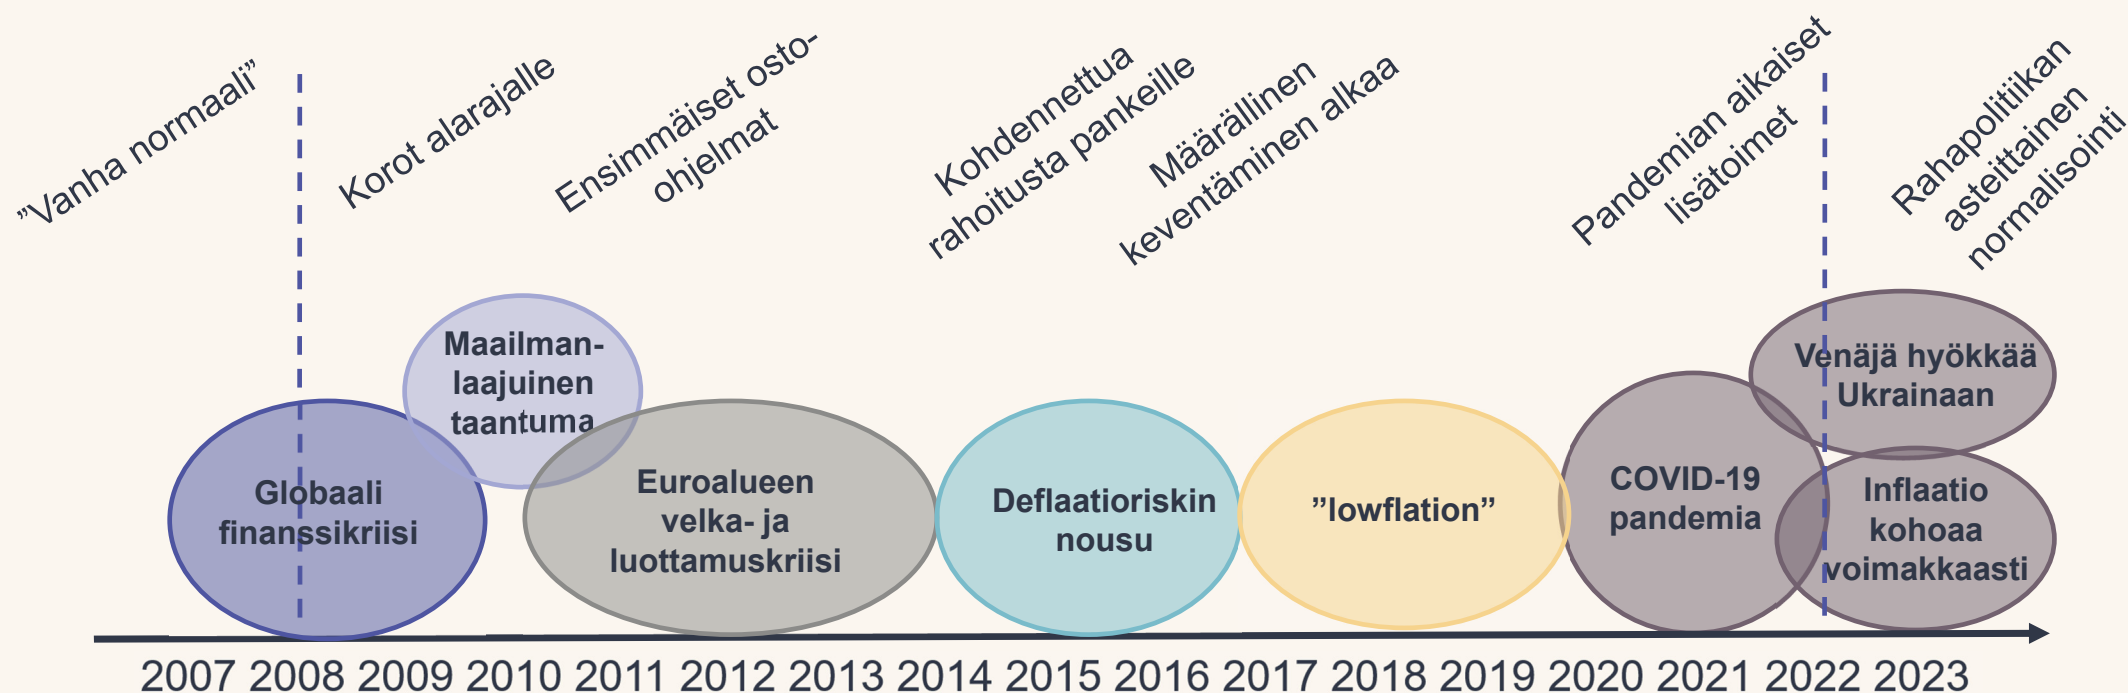 ”Vanha normaali”
Korot alarajalle
Ensimmäiset osto-
ohjelmat
Kohdennettua
rahoitusta pankeille
Määrällinen
keventäminen alkaa
Pandemian aikaiset
lisätoimet
Rahapolitiikan
asteittainen
normalisointi
Globaali
finanssikriisi
Maailman-
laajuinen
taantuma
Euroalueen
velka- ja
luottamuskriisi
Deflaatioriskin
nousu
”lowflation”
COVID-19
pandemia
Venäjä hyökkää
Ukrainaan
Inflaatio
kohoaa
voimakkaasti
2007 2008 2009 2010 2011 2012 2013 2014 2015 2016 2017 2018 2019 2020 2021 2022 2023